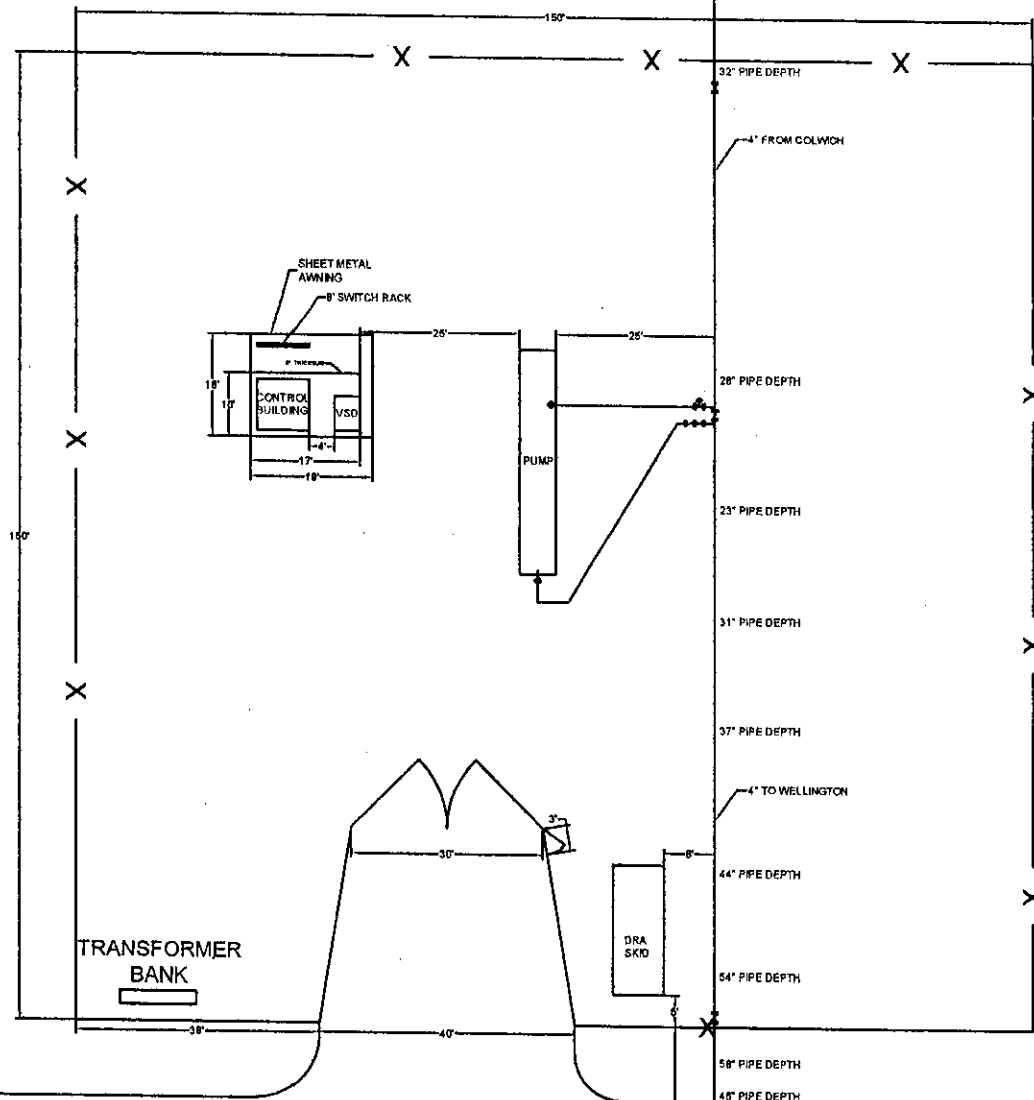 150'
X X X
32" PIPE DEPTH
4" FROM COLWICH
X
SHEET METAL
AWNING
8' SWITCH RACK
25'
25'
16'
10'
CONTROL
BUILDING
VSD
28" PIPE DEPTH
X
X
4'
17'
19'
PUMP
23" PIPE DEPTH
150'
31" PIPE DEPTH
X
X
37" PIPE DEPTH
4" TO WELLINGTON
3'
30'
8'
44" PIPE DEPTH
X
DRA
SKID
TRANSFORMER
BANK
54" PIPE DEPTH
38'
40'
X
58" PIPE DEPTH
48" PIPE DEPTH